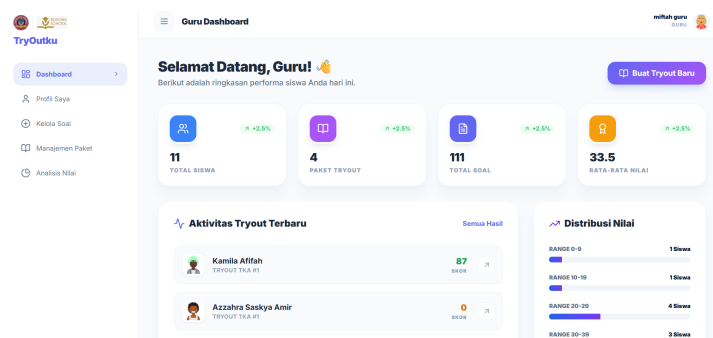 TryOutku
Dashboard
Profil Saya
Kelola Soal
Manajemen Paket
Analisis Nilai
Guru Dashboard
miftah guru
GURU
Selamat Datang, Guru!
Berikut adalah ringkasan performa siswa Anda hari ini.
Buat Tryout Baru
+2.5%
11
TOTAL SISWA
+2.5%
4
PAKET TRYOUT
+2.5%
111
TOTAL SOAL
+2.5%
33.5
RATA-RATA NILAI
Aktivitas Tryout Terbaru
Semua Hasil
Kamila Afifah
TRYOUT TKA #1
87
SKOR
Azzahra Saskya Amir
TRYOUT TKA #1
0
SKOR
Distribusi Nilai
RANGE 0-9
1 Siswa
RANGE 10-19
1 Siswa
RANGE 20-29
4 Siswa
RANGE 30-39
3 Siswa